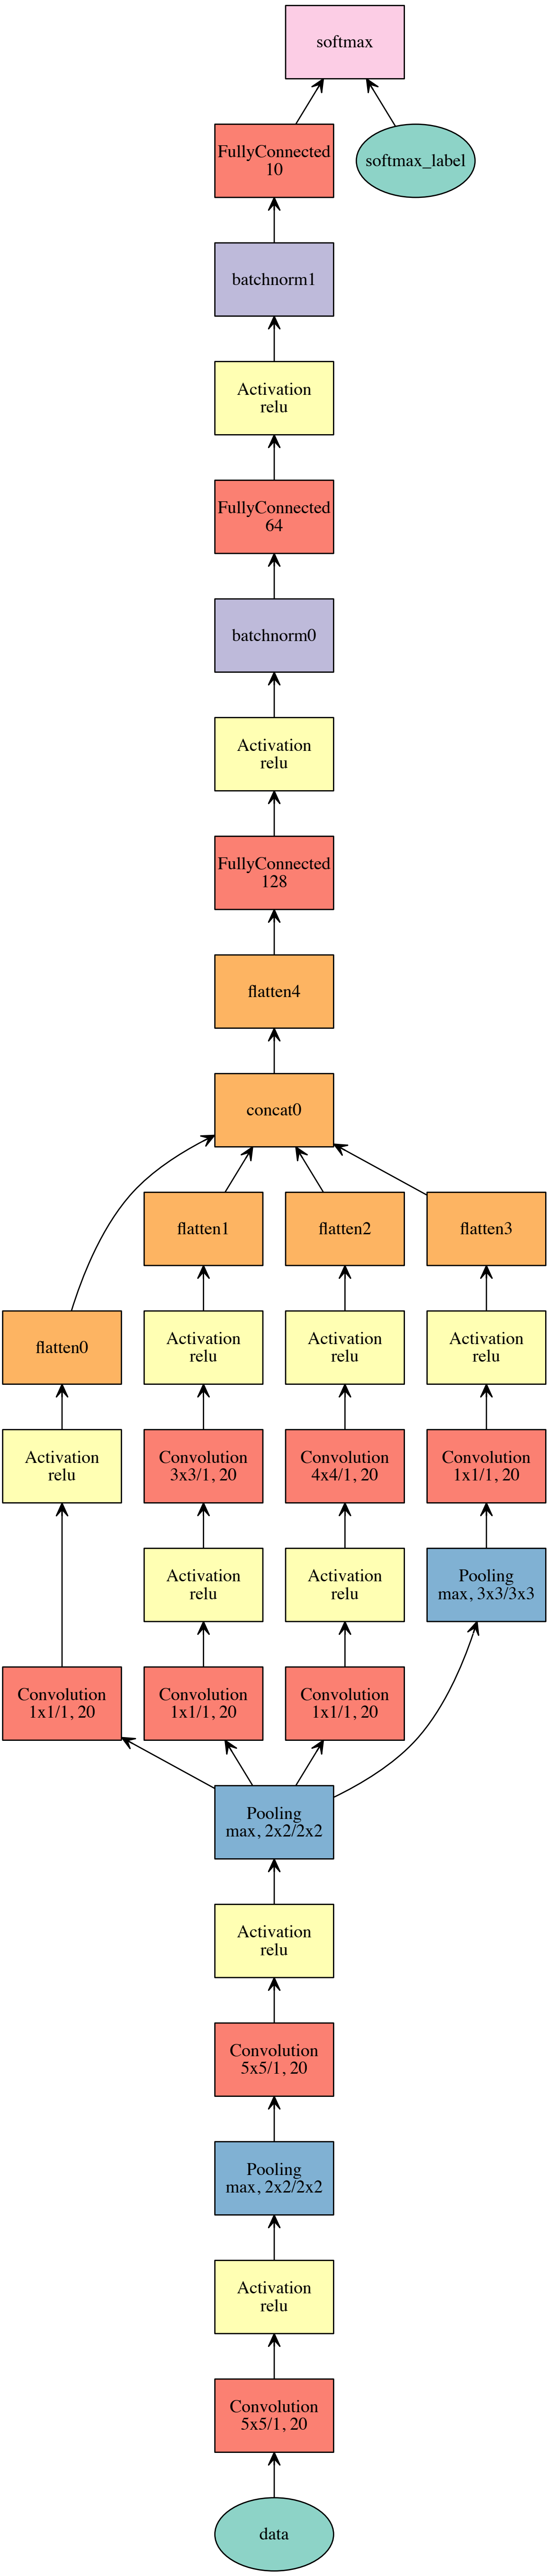 softmax
FullyConnected
10
softmax_label
batchnorm1
Activation
relu
FullyConnected
64
batchnorm0
Activation
relu
FullyConnected
128
flatten4
concat0
flatten1
flatten2
flatten3
flatten0
Activation
relu
Activation
relu
Activation
relu
Activation
relu
Convolution
3x3/1, 20
Convolution
4x4/1, 20
Convolution
1x1/1, 20
Activation
relu
Activation
relu
Pooling
max, 3x3/3x3
Convolution
1x1/1, 20
Convolution
1x1/1, 20
Convolution
1x1/1, 20
Pooling
max, 2x2/2x2
Activation
relu
Convolution
5x5/1, 20
Pooling
max, 2x2/2x2
Activation
relu
Convolution
5x5/1, 20
data